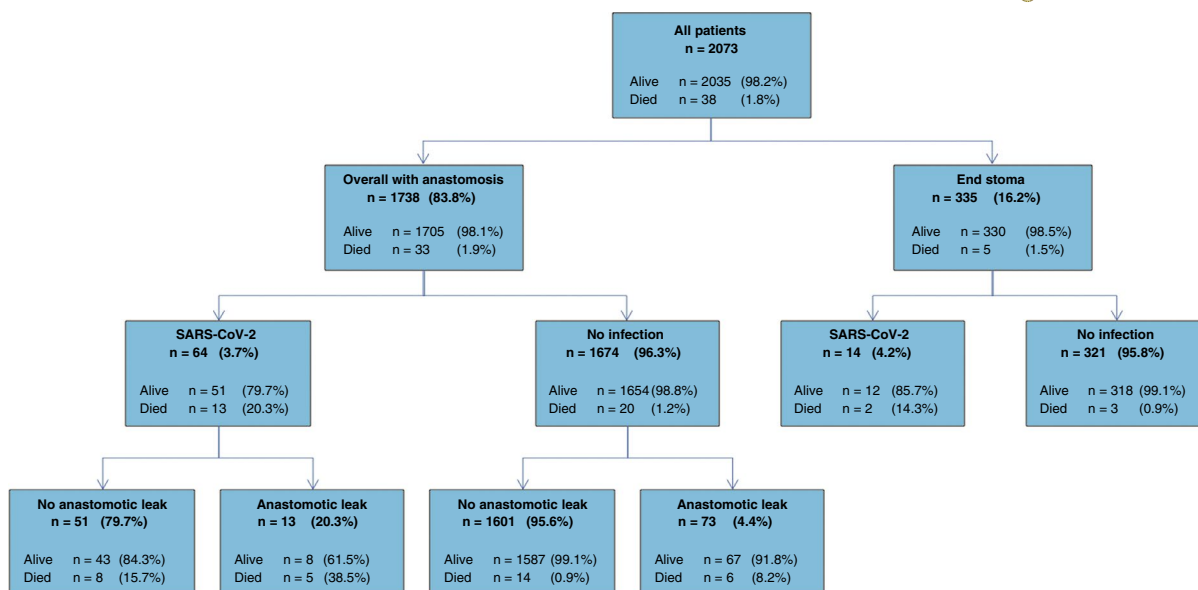 All patients
n = 2073
Alive n = 2035 (98.2%)
Died n = 38 (1.8%)
Overall with anastomosis
n = 1738 (83.8%)
Alive n = 1705 (98.1%)
Died n = 33 (1.9%)
End stoma
n = 335 (16.2%)
Alive n = 330 (98.5%)
Died n = 5 (1.5%)
SARS-CoV-2
n = 64 (3.7%)
Alive n = 51 (79.7%)
Died n = 13 (20.3%)
No infection
n = 1674 (96.3%)
Alive n = 1654 (98.8%)
Died n = 20 (1.2%)
SARS-CoV-2
n = 14 (4.2%)
Alive n = 12 (85.7%)
Died n = 2 (14.3%)
No infection
n = 321 (95.8%)
Alive n = 318 (99.1%)
Died n = 3 (0.9%)
No anastomotic leak
n = 51 (79.7%)
Alive n = 43 (84.3%)
Died n = 8 (15.7%)
Anastomotic leak
n = 13 (20.3%)
Alive n = 8 (61.5%)
Died n = 5 (38.5%)
No anastomotic leak
n = 1601 (95.6%)
Alive n = 1587 (99.1%)
Died n = 14 (0.9%)
Anastomotic leak
n = 73 (4.4%)
Alive n = 67 (91.8%)
Died n = 6 (8.2%)